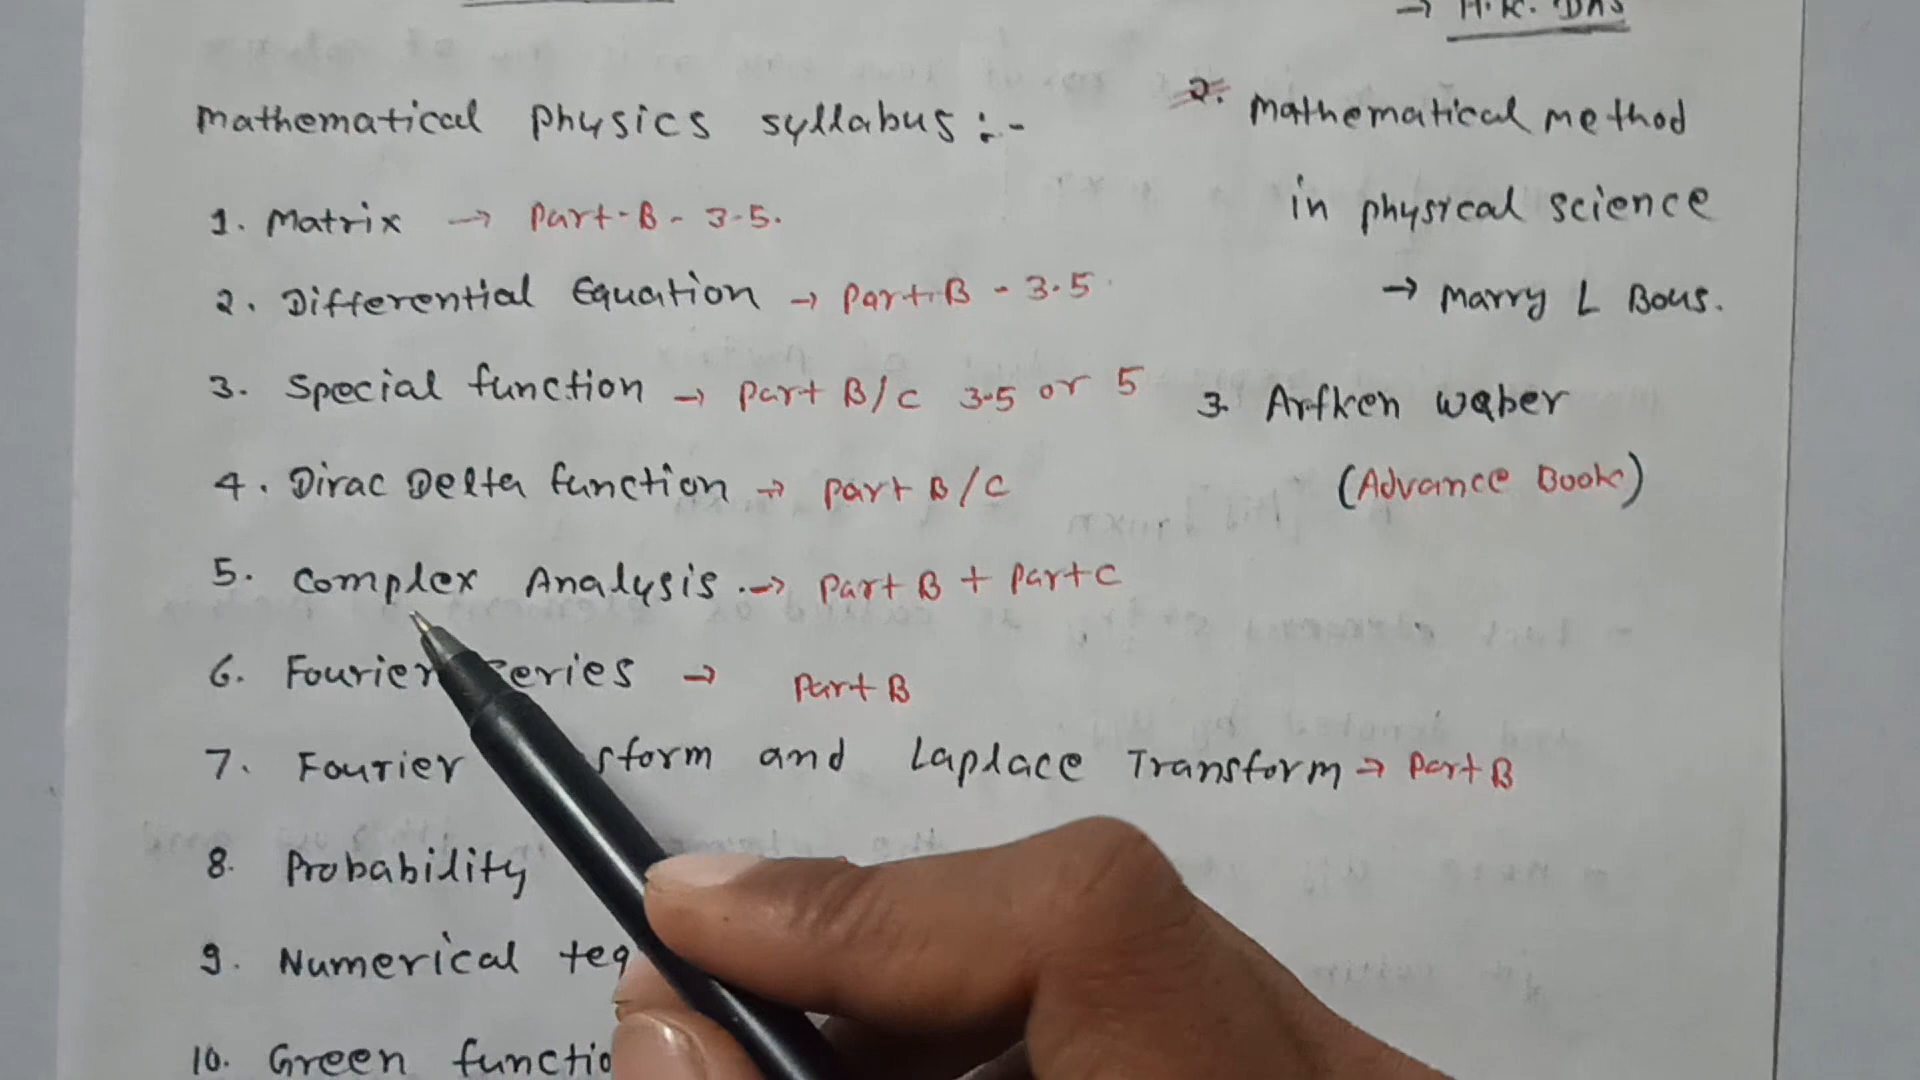 Mathematical Physics syllabus :-
1. Matrix → Part-B - 3.5.
2. Differential Equation → Part-B - 3.5
3. Special function → Part B/C 3.5 or 5
4. Dirac Delta function → Part B/C
5. Complex Analysis. → Part B + Part C
6. Fourier Series → Part B
7. Fourier sform and Laplace Transform → Part B
8. Probability
9. Numerical teq
10. Green functio
→ H.K. DAS
2. Mathematical method
in physical science
→ Marry L Bous.
3. Arfken waber
(Advance Book)